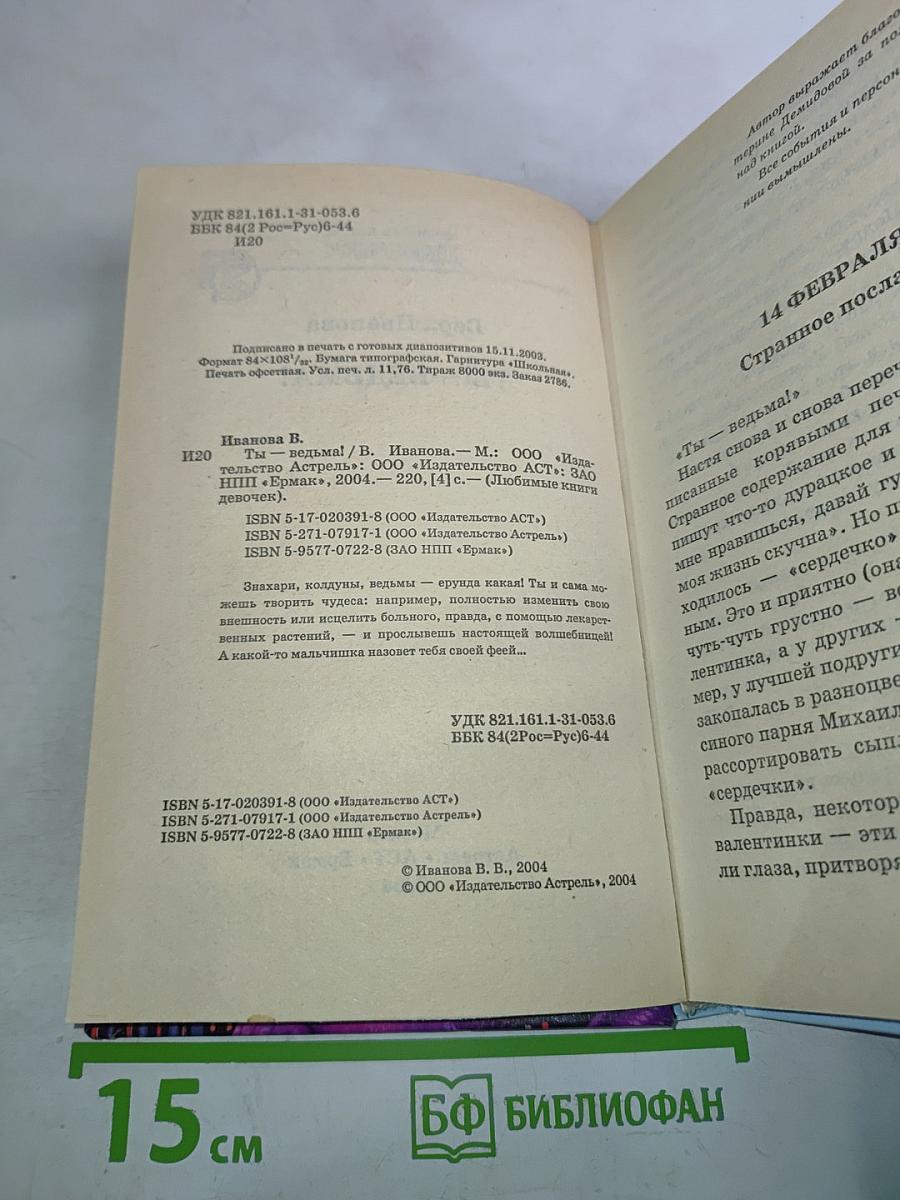 УДК 821.161.1-31-053.6
ББК 84(2 Рос=Рус)6-44
И20
Подписано в печать с готовых диапозитивов 15.11.2003.
Формат 84×108¹/₃₂. Бумага типографская. Гарнитура «Школьная».
Печать офсетная. Усл. печ. л. 11,76. Тираж 8000 экз. Заказ 2786.
Иванова В.
И20 Ты — ведьма! / В. Иванова.— М.: ООО «Изда-
тельство Астрель»: ООО «Издательство АСТ»: ЗАО
НПП «Ермак», 2004.— 220, [4] с.— (Любимые книги
девочек).
ISBN 5-17-020391-8 (ООО «Издательство АСТ»)
ISBN 5-271-07917-1 (ООО «Издательство Астрель»)
ISBN 5-9577-0722-8 (ЗАО НПП «Ермак»)
Знахари, колдуны, ведьмы — ерунда какая! Ты и сама мо-
жешь творить чудеса: например, полностью изменить свою
внешность или исцелить больного, правда, с помощью лекарст-
венных растений, — и прослывешь настоящей волшебницей!
А какой-то мальчишка назовет тебя своей феей...
УДК 821.161.1-31-053.6
ББК 84(2Рос=Рус)6-44
ISBN 5-17-020391-8 (ООО «Издательство АСТ»)
ISBN 5-271-07917-1 (ООО «Издательство Астрель»)
ISBN 5-9577-0722-8 (ЗАО НПП «Ермак»)
© Иванова В. В., 2004
© ООО «Издательство Астрель», 2004
Автор выражает благо
терине Демидовой за по
над книгой.
Все события и персон
нии вымышлены.
14 ФЕВРАЛЯ
Странное посла
«Ты — ведьма!»
Настя снова и снова переч
писанные корявыми печ
Странное содержание для
пишут что-то дурацкое и
мне нравишься, давай гу
моя жизнь скучна». Но п
ходилось — «сердечко»
ным. Это и приятно (она
чуть-чуть грустно — в
лентинка, а у других
мер, у лучшей подруги
закопалась в разноцве
синого парня Михаил
рассортировать сыпл
«сердечки».
Правда, некотор
валентинки — эти
ли глаза, притворя
15 см
БФ БИБЛИОФАН